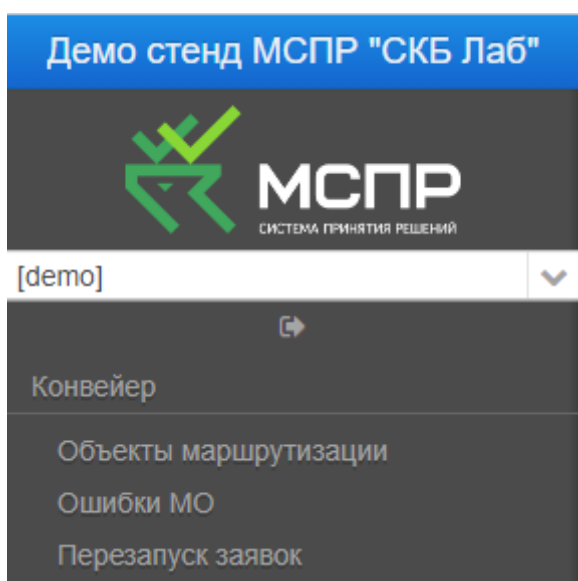 Демо стенд МСПР "СКБ Лаб"
МСПР
СИСТЕМА ПРИНЯТИЯ РЕШЕНИЙ
[demo]
Конвейер
Объекты маршрутизации
Ошибки МО
Перезапуск заявок